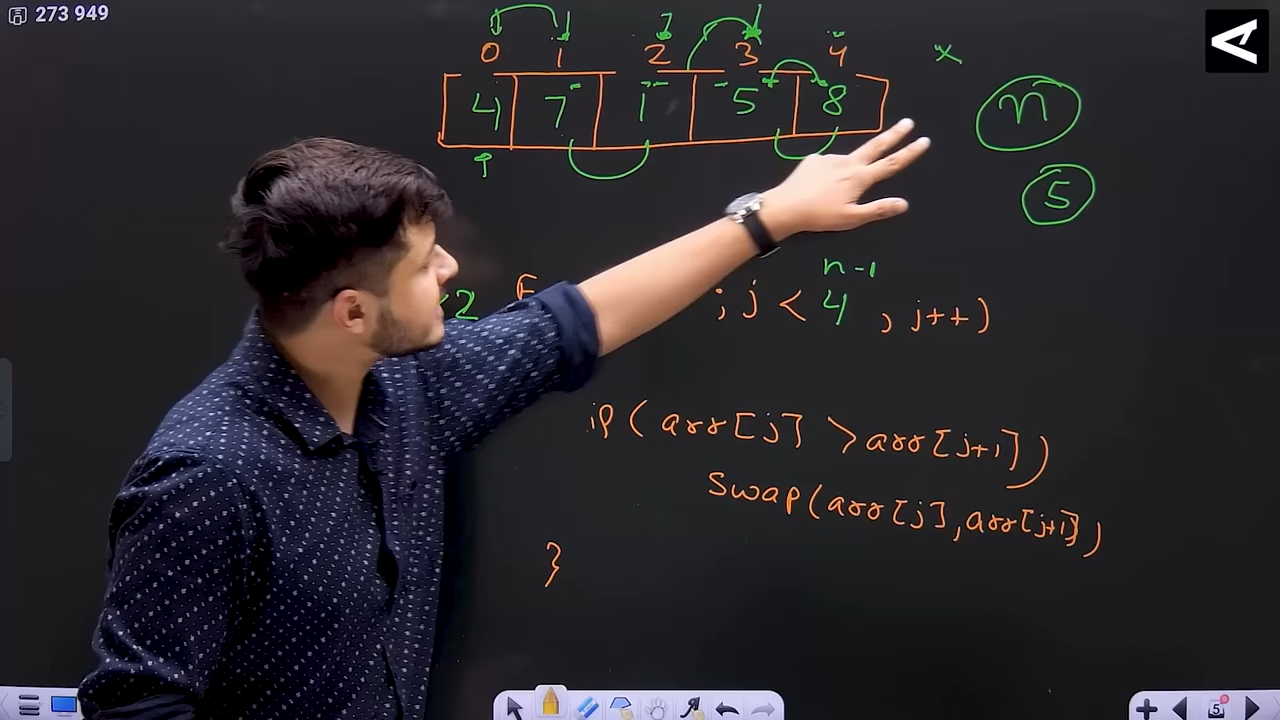 273 949
0 1 2 3 4 x
4 7 1 5 8
n
5
n-1
2 F ; j < 4 , j++)
if ( arr[j] > arr[j+1])
swap(arr[j],arr[j+1])
}
5